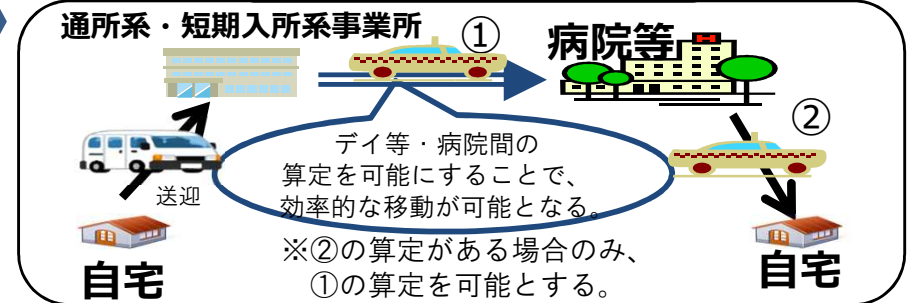 通所系・短期入所系事業所
①
病院等
②
デイ等・病院間の
算定を可能にすることで、
効率的な移動が可能となる。
送迎
※②の算定がある場合のみ、
①の算定を可能とする。
自宅
自宅